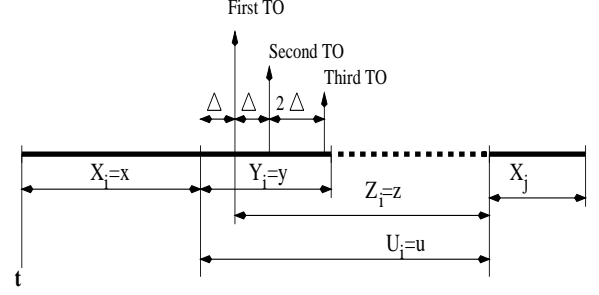 First TO
Second TO
Third TO
Δ Δ 2 Δ
X_i=x Y_i=y X_j
Z_i=z
U_i=u
t